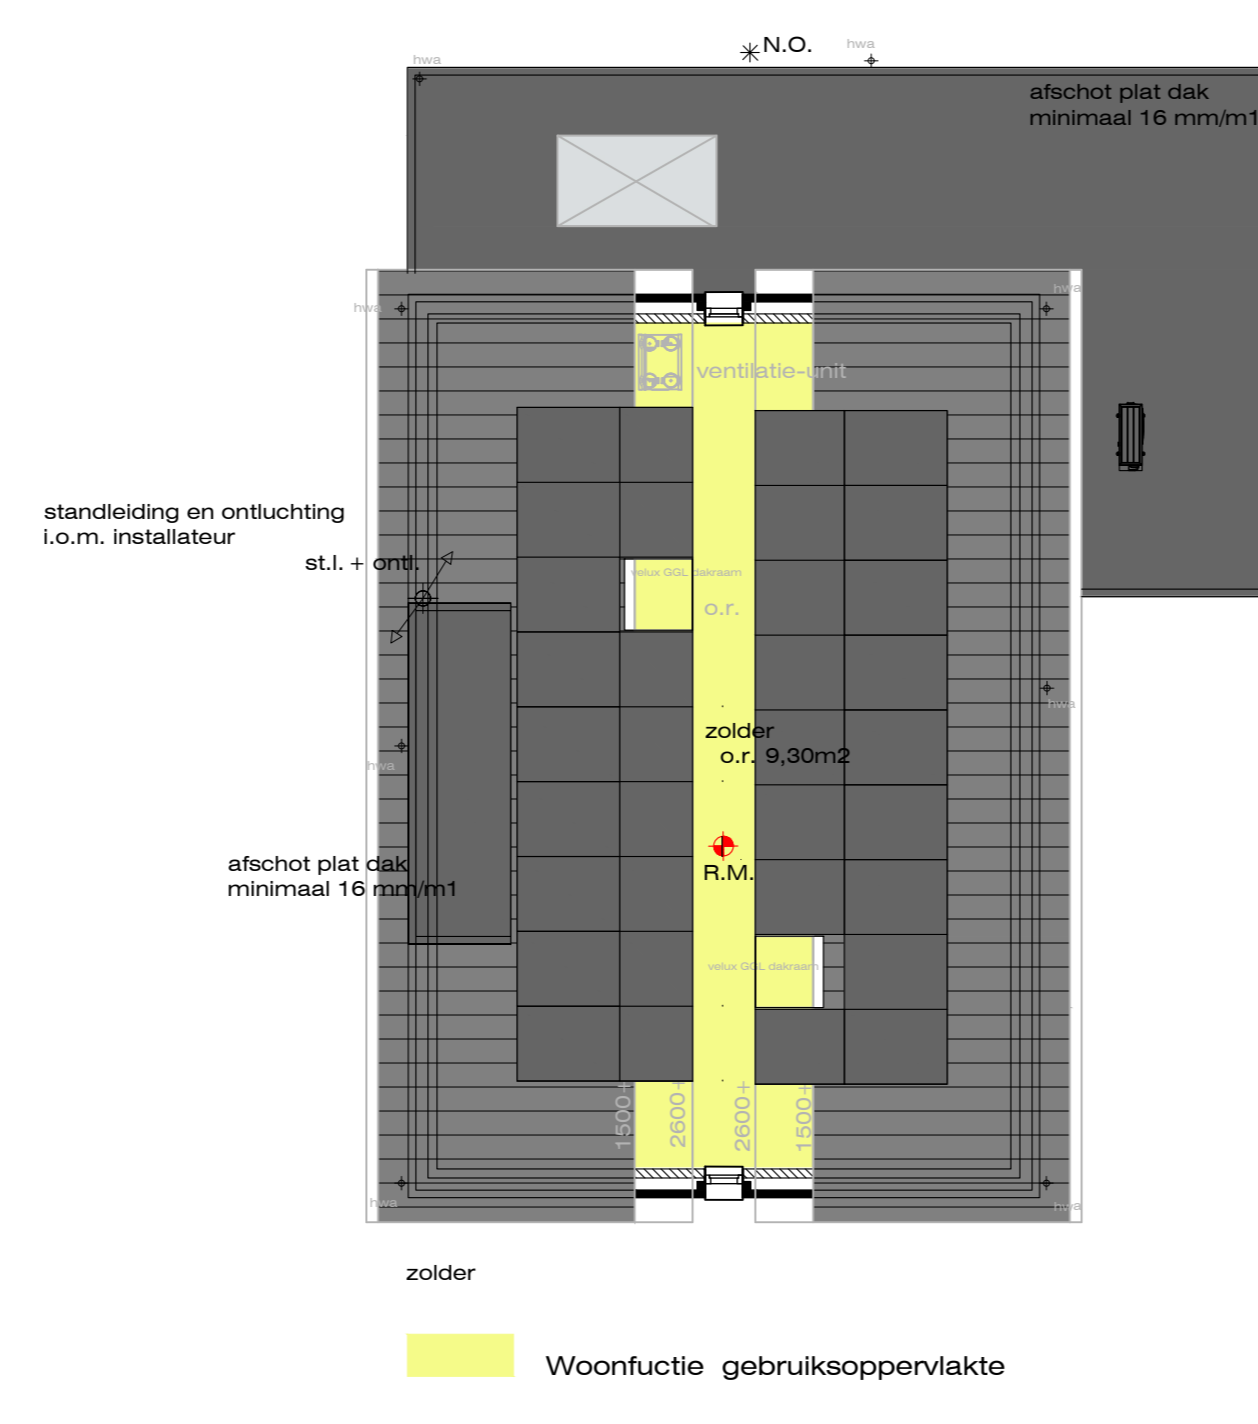 N.O.
hwa
hwa
afschot plat dak
minimaal 16 mm/m1
hwa
hwa
ventilatie-unit
standleiding en ontluchting
i.o.m. installateur
st.l. + ontl.
velux GGL dakraam
o.r.
hwa
zolder
o.r. 9,30m2
hwa
afschot plat dak
minimaal 16 mm/m1
R.M.
velux GGL dakraam
1500+
2600+
2600+
1500+
hwa
hwa
zolder
Woonfuctie gebruiksoppervlakte